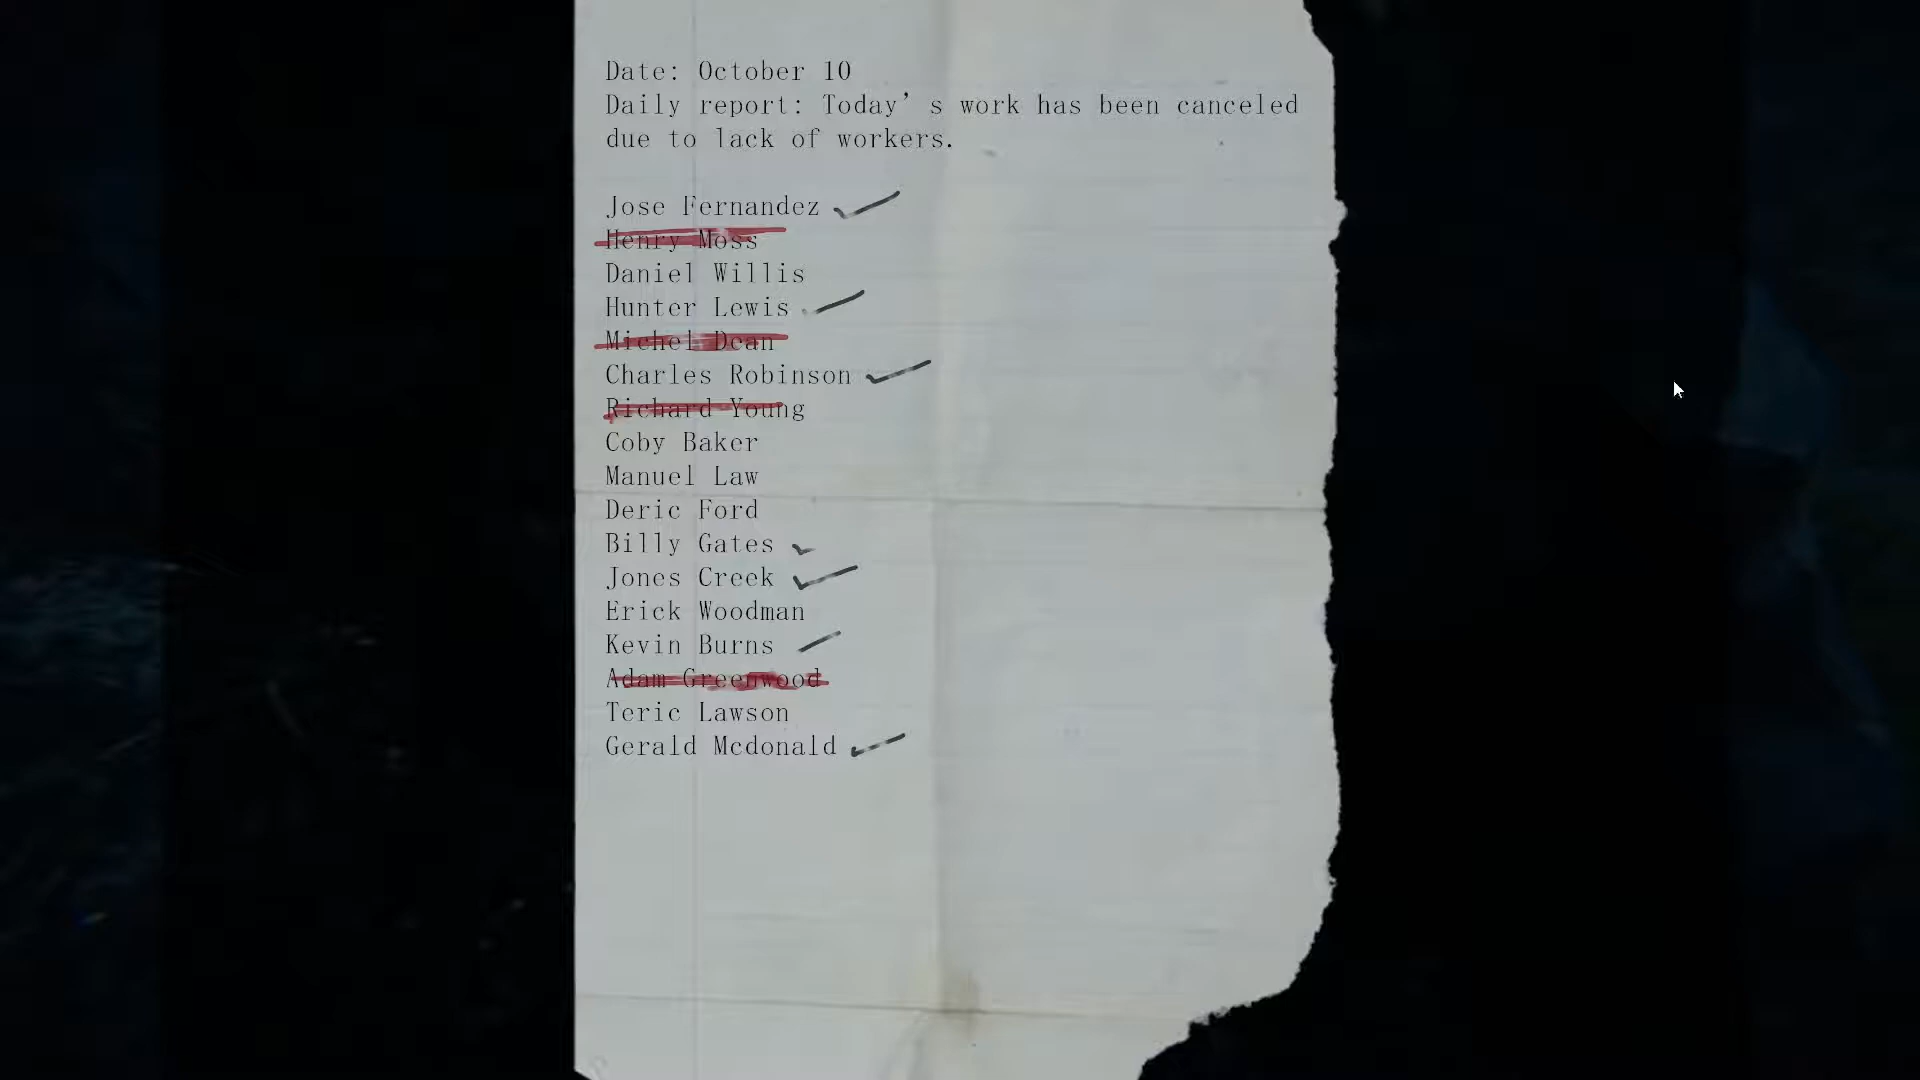 Date: October 10
Daily report: Today's work has been canceled
due to lack of workers.
Jose Fernandez
Henry Moss
Daniel Willis
Hunter Lewis
Michel Dean
Charles Robinson
Richard Young
Coby Baker
Manuel Law
Deric Ford
Billy Gates
Jones Creek
Erick Woodman
Kevin Burns
Adam Greenwood
Teric Lawson
Gerald Mcdonald